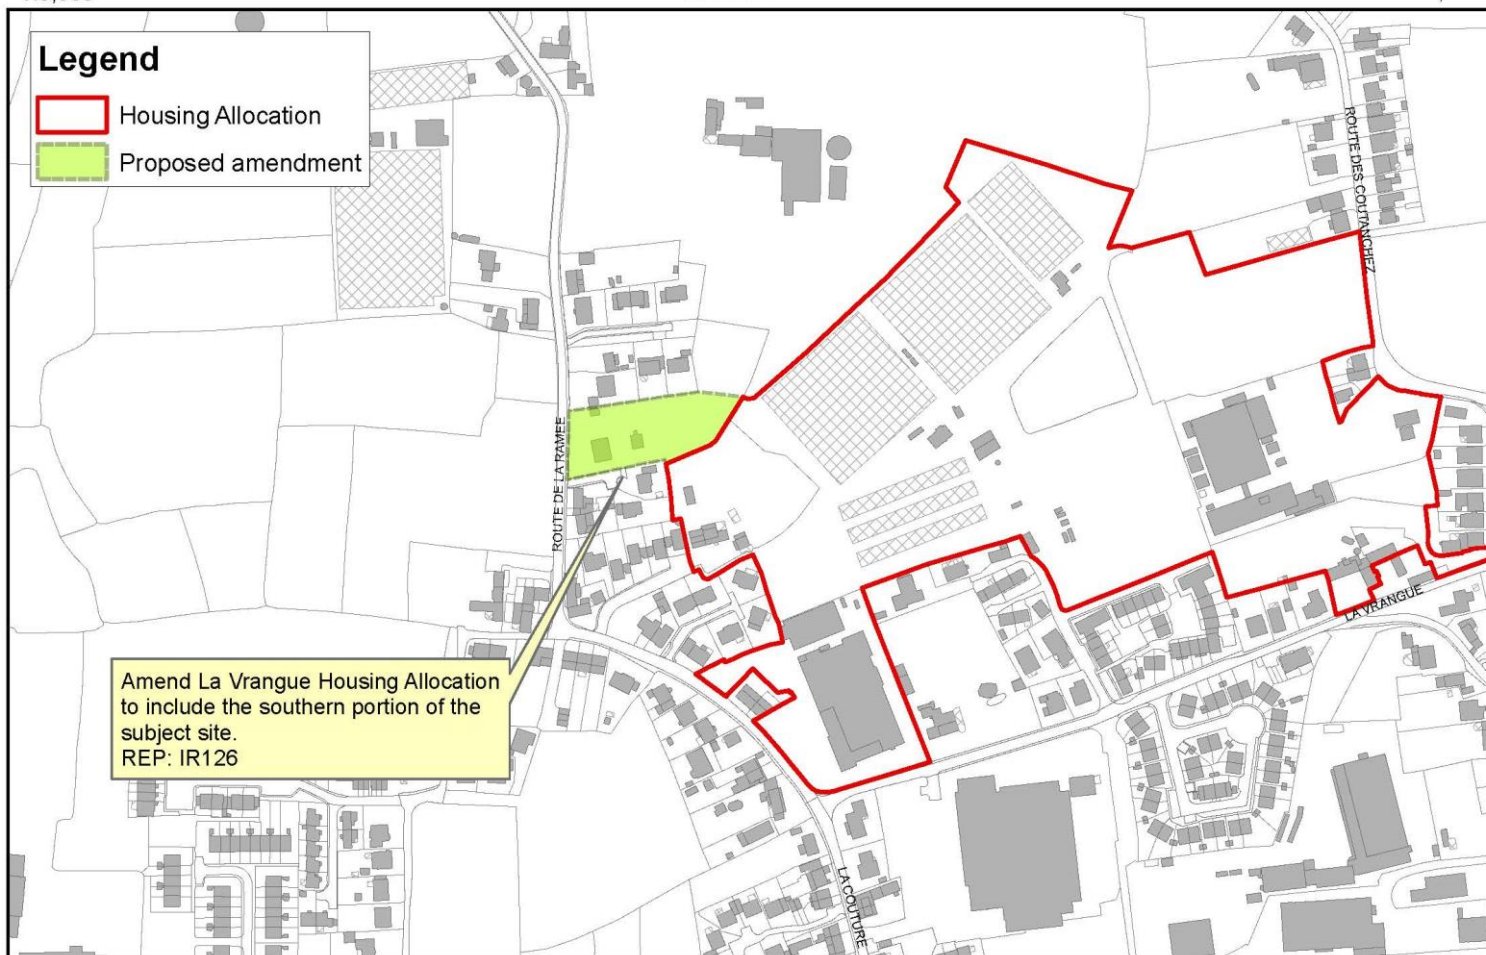 Legend
Housing Allocation
Proposed amendment
ROUTE DES COUTANCHEZ
ROUTE DE LA RAMEE
Amend La Vrangue Housing Allocation
to include the southern portion of the
subject site.
REP: IR126
LA VRANGUE
LA COUTURE